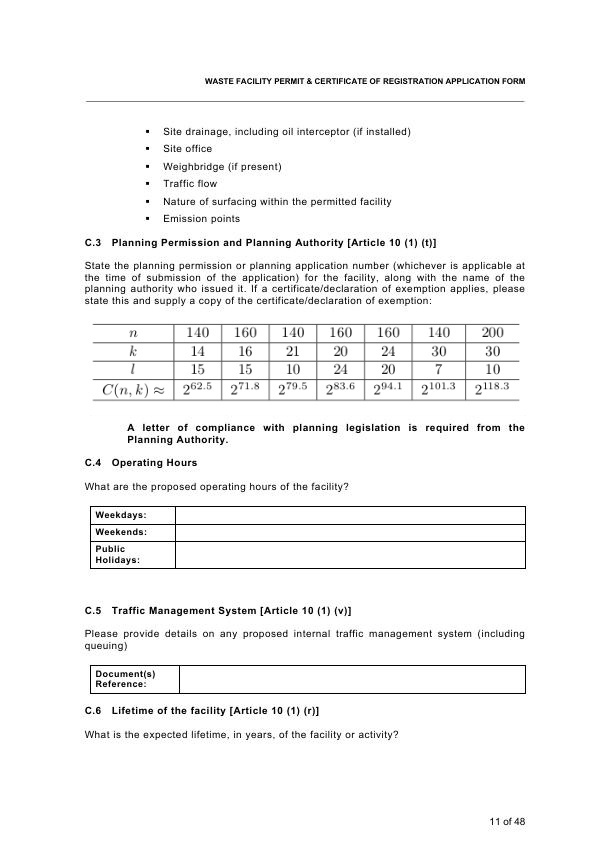 WASTE FACILITY PERMIT & CERTIFICATE OF REGISTRATION APPLICATION FORM
▪ Site drainage, including oil interceptor (if installed)
▪ Site office
▪ Weighbridge (if present)
▪ Traffic flow
▪ Nature of surfacing within the permitted facility
▪ Emission points
C.3 Planning Permission and Planning Authority [Article 10 (1) (t)]
State the planning permission or planning application number (whichever is applicable at
the time of submission of the application) for the facility, along with the name of the
planning authority who issued it. If a certificate/declaration of exemption applies, please
state this and supply a copy of the certificate/declaration of exemption:
n 140 160 140 160 160 140 200
k 14 16 21 20 24 30 30
l 15 15 10 24 20 7 10
C(n, k) ≈ 2^62.5 2^71.8 2^79.5 2^83.6 2^94.1 2^101.3 2^118.3
A letter of compliance with planning legislation is required from the
Planning Authority.
C.4 Operating Hours
What are the proposed operating hours of the facility?
Weekdays:
Weekends:
Public
Holidays:
C.5 Traffic Management System [Article 10 (1) (v)]
Please provide details on any proposed internal traffic management system (including
queuing)
Document(s)
Reference:
C.6 Lifetime of the facility [Article 10 (1) (r)]
What is the expected lifetime, in years, of the facility or activity?
11 of 48